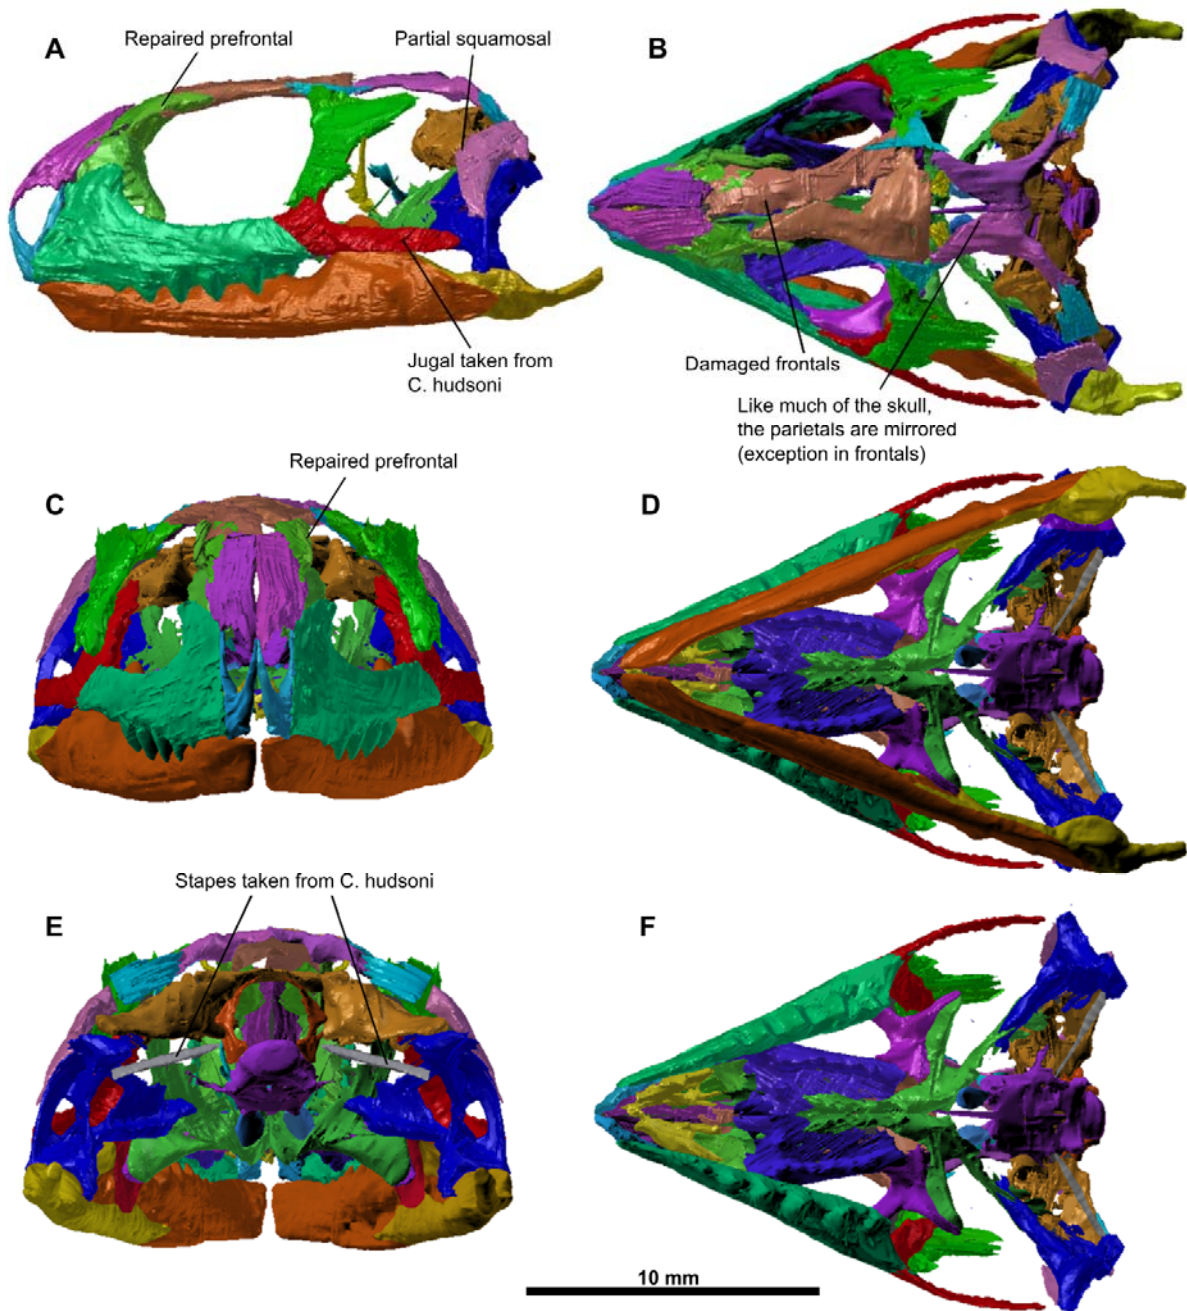 A
Repaired prefrontal
Partial squamosal
B
Jugal taken from
C. hudsoni
Damaged frontals
Like much of the skull,
the parietals are mirrored
(exception in frontals)
C
Repaired prefrontal
D
Stapes taken from C. hudsoni
E
F
10 mm